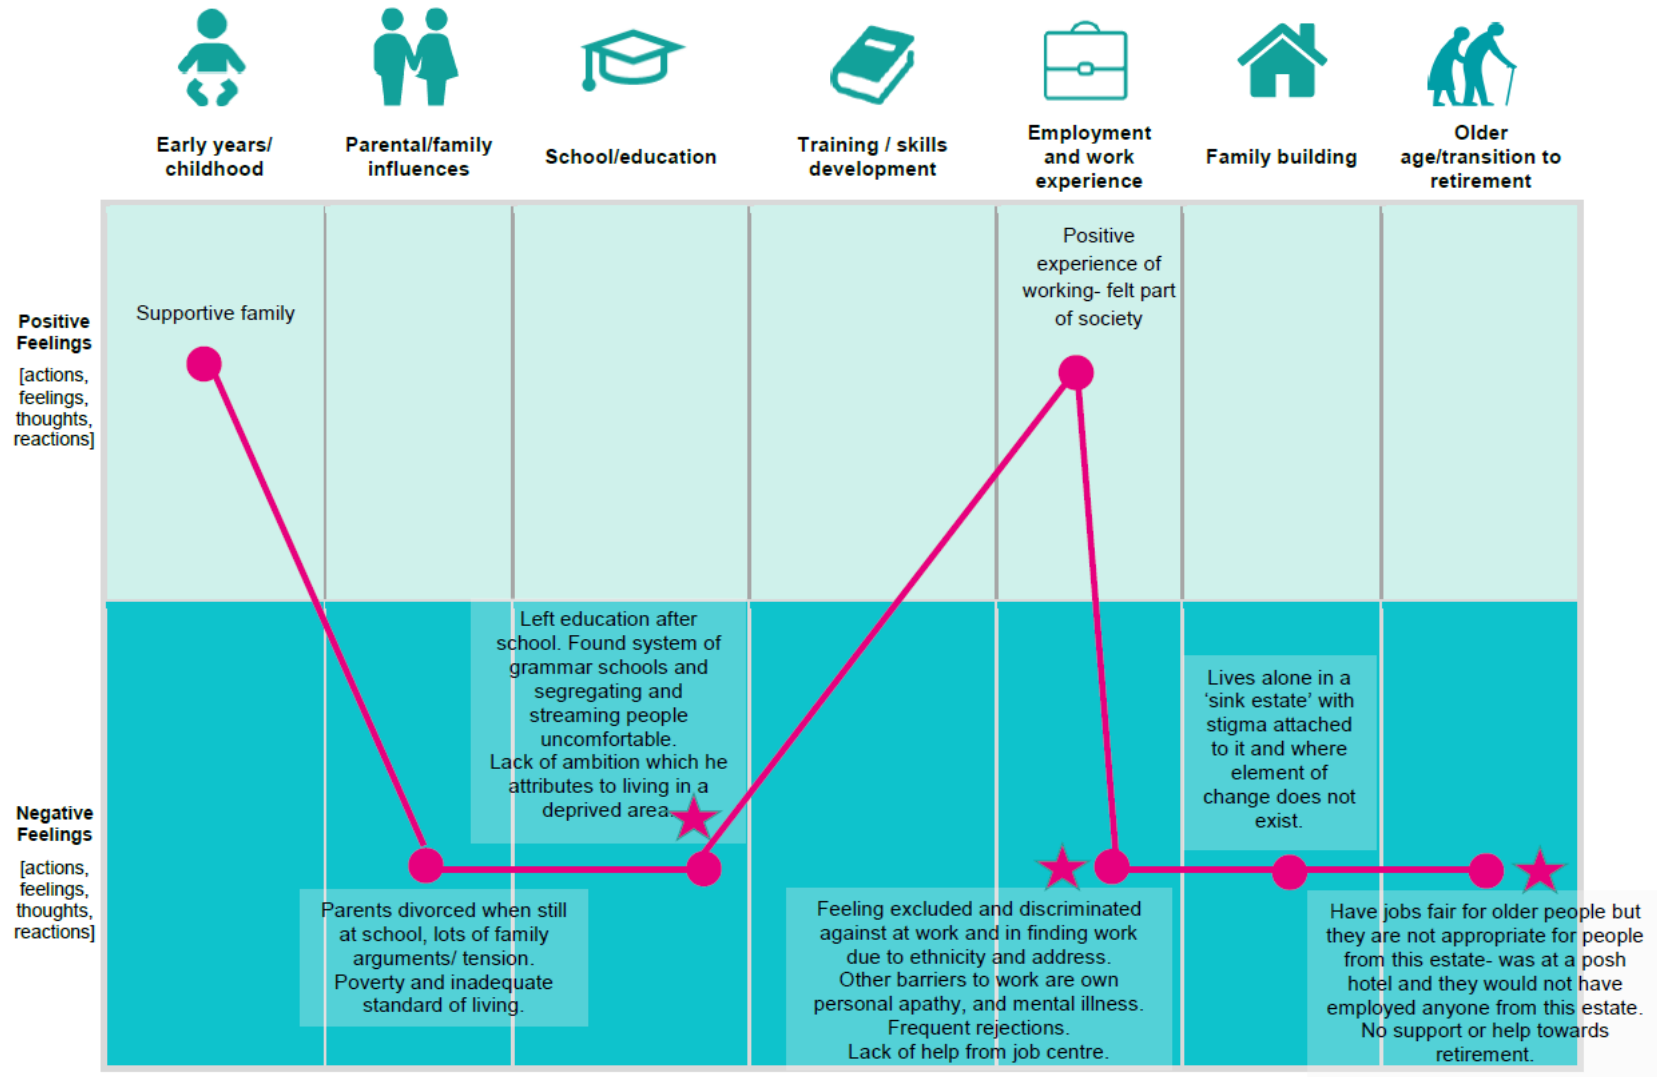 Early years/
childhood
Parental/family
influences
School/education
Training / skills
development
Employment
and work
experience
Family building
Older
age/transition to
retirement
Positive
Feelings
[actions,
feelings,
thoughts,
reactions]
Supportive family
Positive
experience of
working- felt part
of society
Negative
Feelings
[actions,
feelings,
thoughts,
reactions]
Left education after
school. Found system of
grammar schools and
segregating and
streaming people
uncomfortable.
Lack of ambition which he
attributes to living in a
deprived area.
Parents divorced when still
at school, lots of family
arguments/ tension.
Poverty and inadequate
standard of living.
Feeling excluded and discriminated
against at work and in finding work
due to ethnicity and address.
Other barriers to work are own
personal apathy, and mental illness.
Frequent rejections.
Lack of help from job centre.
Lives alone in a
‘sink estate’ with
stigma attached
to it and where
element of
change does not
exist.
Have jobs fair for older people but
they are not appropriate for people
from this estate- was at a posh
hotel and they would not have
employed anyone from this estate.
No support or help towards
retirement.